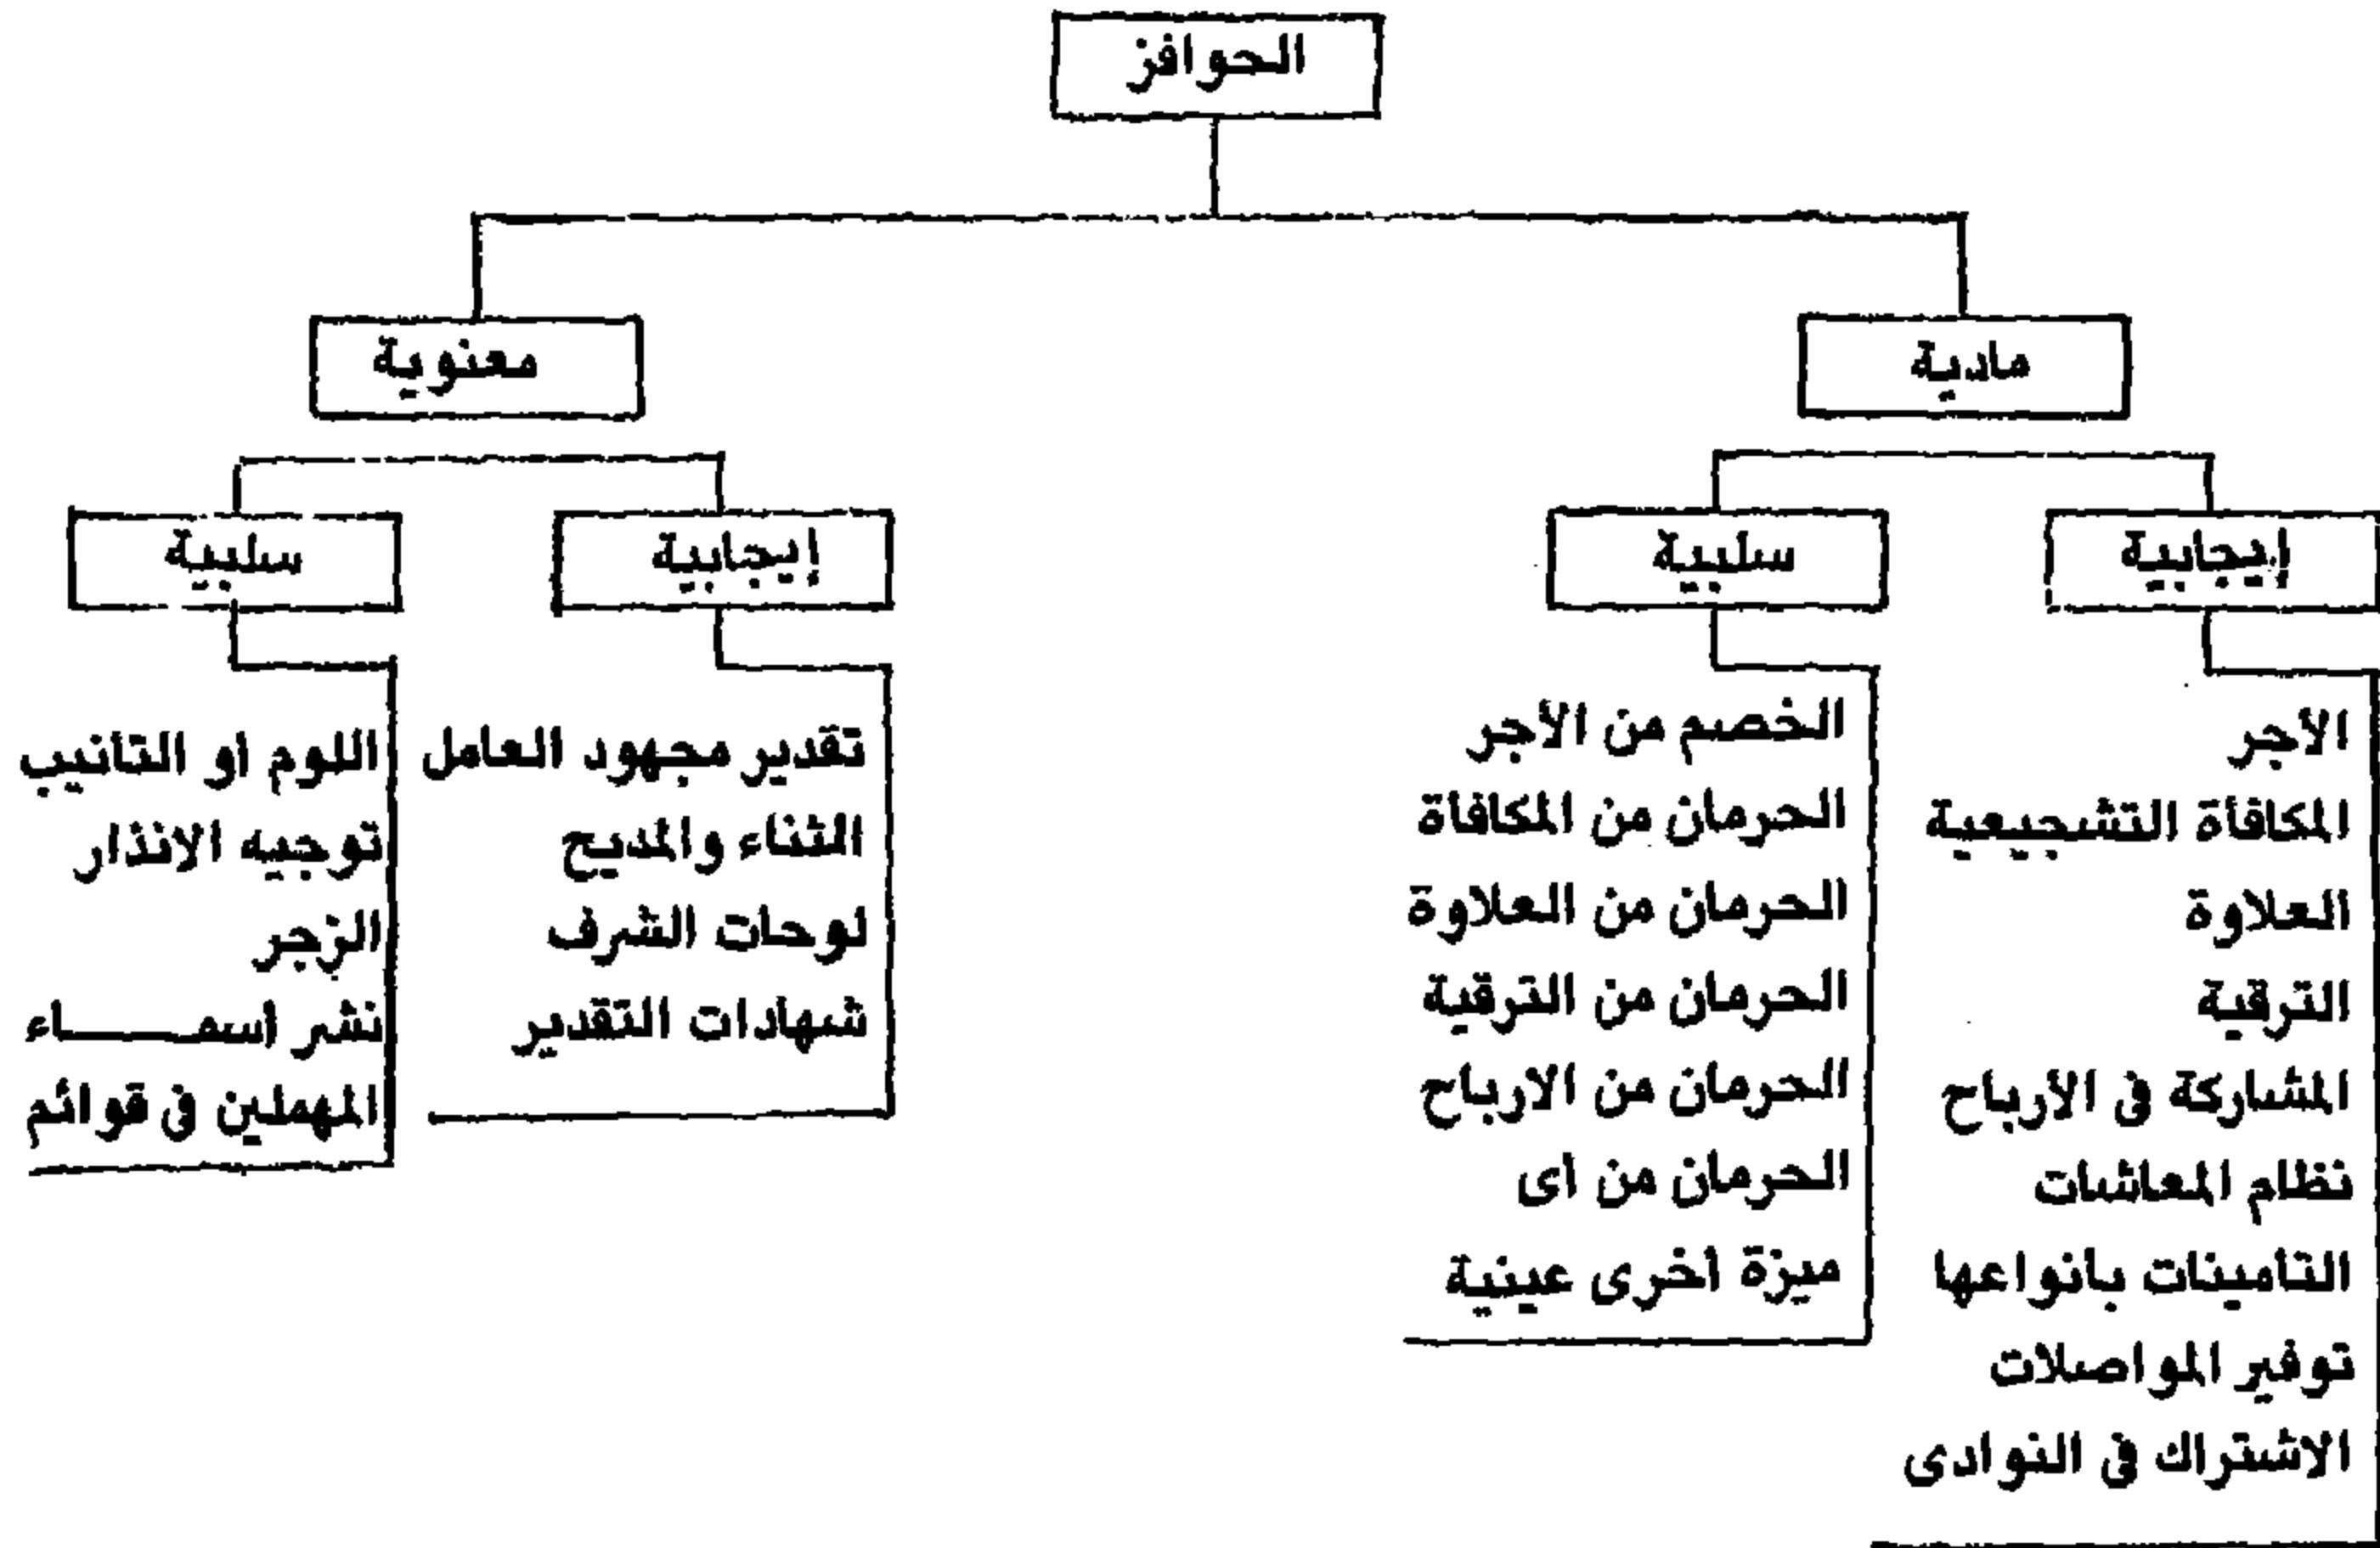 الحوافز
مادية
معنوية
إيجابية
سلبية
إيجابية
سلبية
الأجر
المكافأة التشجيعية
العلاوة
الترقية
المشاركة فى الأرباح
نظام المعاشات
التامينات بانواعها
توفير المواصلات
الاشتراك فى النوادى
الخصم من الأجر
الحرمان من المكافاة
الحرمان من العلاوة
الحرمان من الترقية
الحرمان من الارباح
الحرمان من اى
ميزة اخرى عينية
تقدير مجهود العامل
الثناء والمديح
لوحات الشرف
شهادات التقدير
اللوم او التانيب
توجيه الانذار
الزجر
نشر اسمـــــاء
المهملين فى قوائم